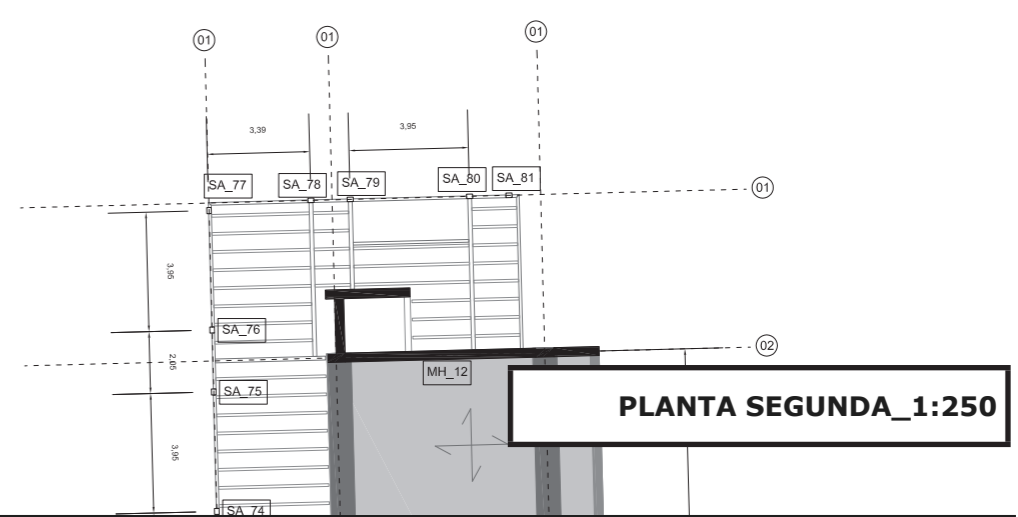 01
01
01
3,39
3,95
SA_77
SA_78
SA_79
SA_80
SA_81
01
3,95
SA_76
02
2,05
MH_12
SA_75
PLANTA SEGUNDA_1:250
3,95
SA_74